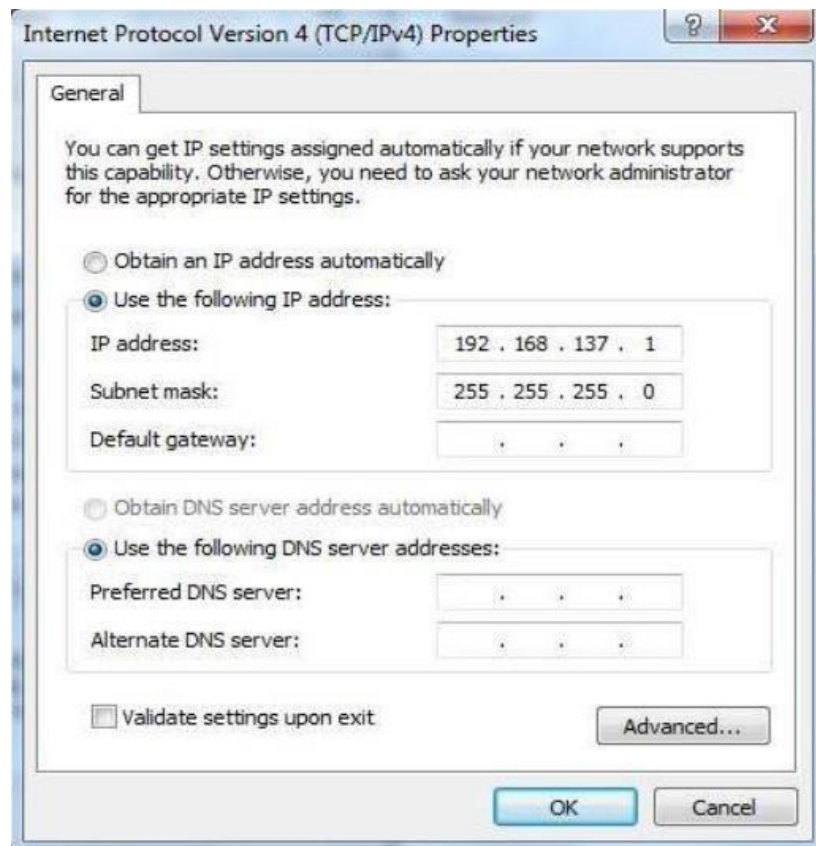 Internet Protocol Version 4 (TCP/IPv4) Properties
General
You can get IP settings assigned automatically if your network supports
this capability. Otherwise, you need to ask your network administrator
for the appropriate IP settings.
Obtain an IP address automatically
Use the following IP address:
IP address: 192 . 168 . 137 . 1
Subnet mask: 255 . 255 . 255 . 0
Default gateway: . . .
Obtain DNS server address automatically
Use the following DNS server addresses:
Preferred DNS server: . . .
Alternate DNS server: . . .
Validate settings upon exit
Advanced...
OK Cancel